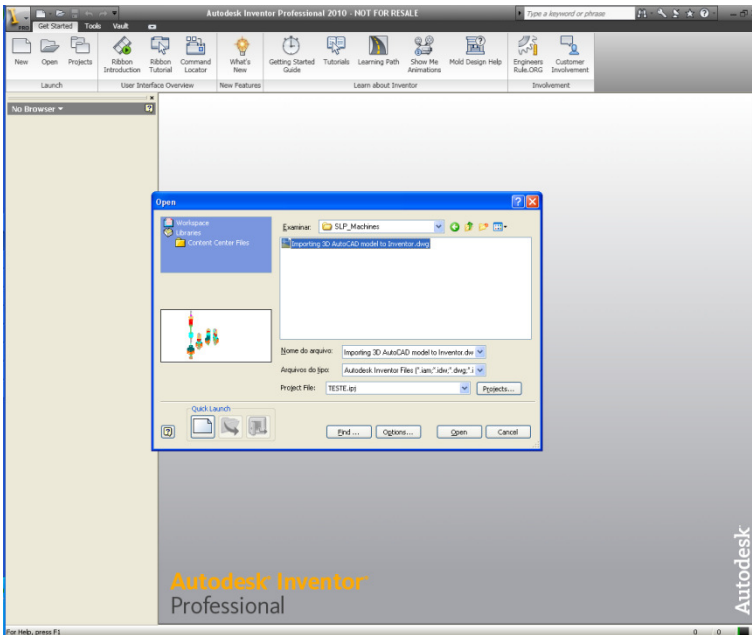 Autodesk Inventor Professional 2010 - NOT FOR RESALE
Type a keyword or phrase
PRO
Get Started Tools Vault
New Open Projects Ribbon Introduction Ribbon Tutorial Command Locator What's New Getting Started Guide Tutorials Learning Path Show Me Animations Mold Design Help Engineers Rule.ORG Customer Involvement
Launch User Interface Overview New Features Learn about Inventor Involvement
No Browser
Open
Workspace
Libraries
Content Center Files
Examinar: SLP_Machines
Importing 3D AutoCAD model to Inventor.dwg
Nome do arquivo: Importing 3D AutoCAD model to Inventor.dw
Arquivos do tipo: Autodesk Inventor Files (*.iam;*.idw;*.dwg;*.i
Project File: TESTE.ipj Projects...
Quick Launch
Find ... Options... Open Cancel
Autodesk Inventor
Professional
Autodesk
For Help, press F1 0 0